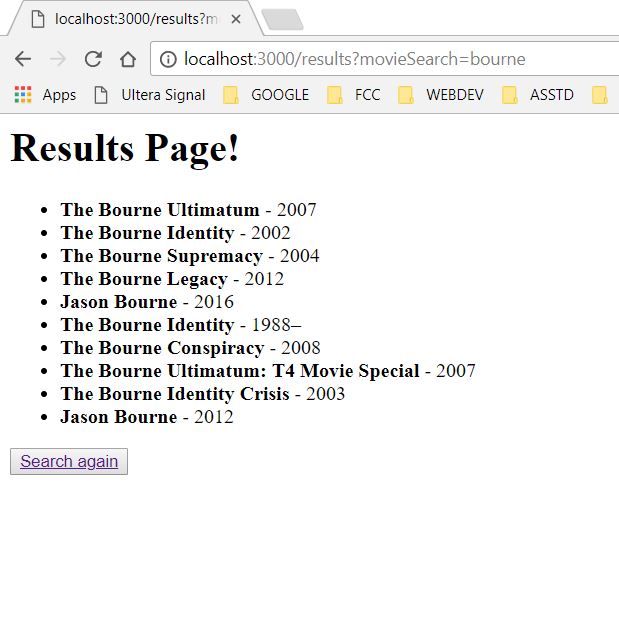 localhost:3000/results?m
localhost:3000/results?movieSearch=bourne
Apps Ultera Signal GOOGLE FCC WEBDEV ASSTD
Results Page!
The Bourne Ultimatum - 2007
The Bourne Identity - 2002
The Bourne Supremacy - 2004
The Bourne Legacy - 2012
Jason Bourne - 2016
The Bourne Identity - 1988–
The Bourne Conspiracy - 2008
The Bourne Ultimatum: T4 Movie Special - 2007
The Bourne Identity Crisis - 2003
Jason Bourne - 2012
Search again